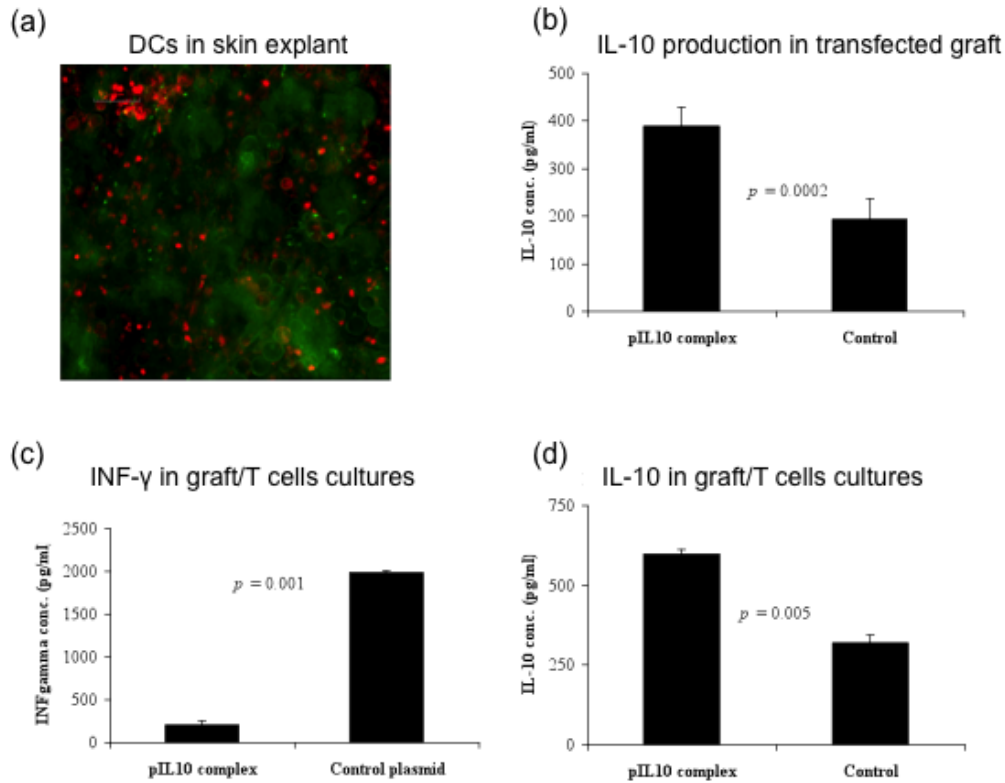 (a)
DCs in skin explant
(b)
IL-10 production in transfected graft
500
400
300
200
100
0
IL-10 conc. (pg/ml)
p = 0.0002
pIL10 complex
Control
(c)
INF-γ in graft/T cells cultures
2500
2000
1500
1000
500
0
INFgamma conc. (pg/ml
p = 0.001
pIL10 complex
Control plasmid
(d)
IL-10 in graft/T cells cultures
750
500
250
0
IL-10 conc. (pg/ml)
p = 0.005
pIL10 complex
Control